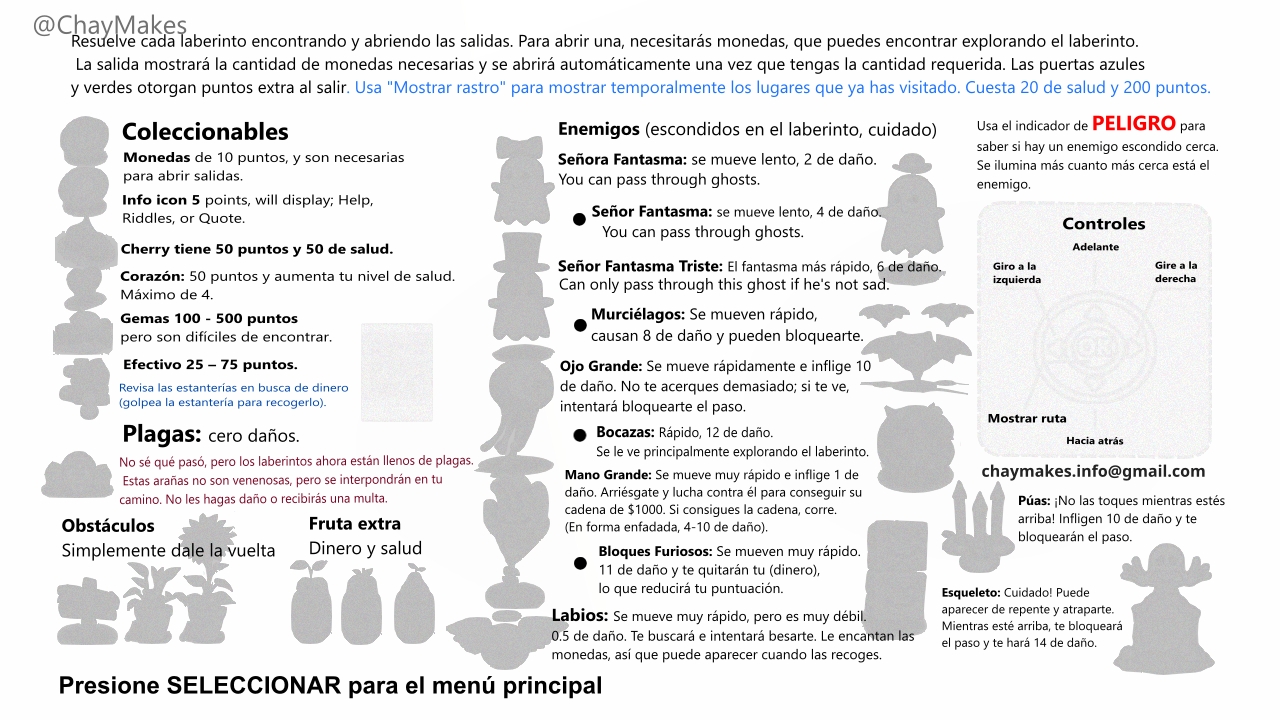 @ChayMakes
Resuelve cada laberinto encontrando y abriendo las salidas. Para abrir una, necesitarás monedas, que puedes encontrar explorando el laberinto.
La salida mostrará la cantidad de monedas necesarias y se abrirá automáticamente una vez que tengas la cantidad requerida. Las puertas azules
y verdes otorgan puntos extra al salir. Usa "Mostrar rastro" para mostrar temporalmente los lugares que ya has visitado. Cuesta 20 de salud y 200 puntos.
Coleccionables
Monedas de 10 puntos, y son necesarias
para abrir salidas.
Info icon 5 points, will display; Help,
Riddles, or Quote.
Cherry tiene 50 puntos y 50 de salud.
Corazón: 50 puntos y aumenta tu nivel de salud.
Máximo de 4.
Gemas 100 - 500 puntos
pero son difíciles de encontrar.
Efectivo 25 – 75 puntos.
Revisa las estanterías en busca de dinero
(golpea la estantería para recogerlo).
Plagas: cero daños.
No sé qué pasó, pero los laberintos ahora están llenos de plagas.
Estas arañas no son venenosas, pero se interpondrán en tu
camino. No les hagas daño o recibirás una multa.
Obstáculos
Simplemente dale la vuelta
Fruta extra
Dinero y salud
Enemigos (escondidos en el laberinto, cuidado)
Señora Fantasma: se mueve lento, 2 de daño.
You can pass through ghosts.
● Señor Fantasma: se mueve lento, 4 de daño.
You can pass through ghosts.
Señor Fantasma Triste: El fantasma más rápido, 6 de daño.
Can only pass through this ghost if he's not sad.
● Murciélagos: Se mueven rápido,
causan 8 de daño y pueden bloquearte.
Ojo Grande: Se mueve rápidamente e inflige 10
de daño. No te acerques demasiado; si te ve,
intentará bloquearte el paso.
● Bocazas: Rápido, 12 de daño.
Se le ve principalmente explorando el laberinto.
Mano Grande: Se mueve muy rápido e inflige 1 de
daño. Arriésgate y lucha contra él para conseguir su
cadena de $1000. Si consigues la cadena, corre.
(En forma enfadada, 4-10 de daño).
● Bloques Furiosos: Se mueven muy rápido.
11 de daño y te quitarán tu (dinero),
lo que reducirá tu puntuación.
Labios: Se mueve muy rápido, pero es muy débil.
0.5 de daño. Te buscará e intentará besarte. Le encantan las
monedas, así que puede aparecer cuando las recoges.
Usa el indicador de PELIGRO para
saber si hay un enemigo escondido cerca.
Se ilumina más cuanto más cerca está el
enemigo.
Controles
Adelante
Giro a la
izquierda
Gire a la
derecha
Mostrar ruta
Hacia atrás
chaymakes.info@gmail.com
Púas: ¡No las toques mientras estés
arriba! Infligen 10 de daño y te
bloquearán el paso.
Esqueleto: Cuidado! Puede
aparecer de repente y atraparte.
Mientras esté arriba, te bloqueará
el paso y te hará 14 de daño.
Presione SELECCIONAR para el menú principal